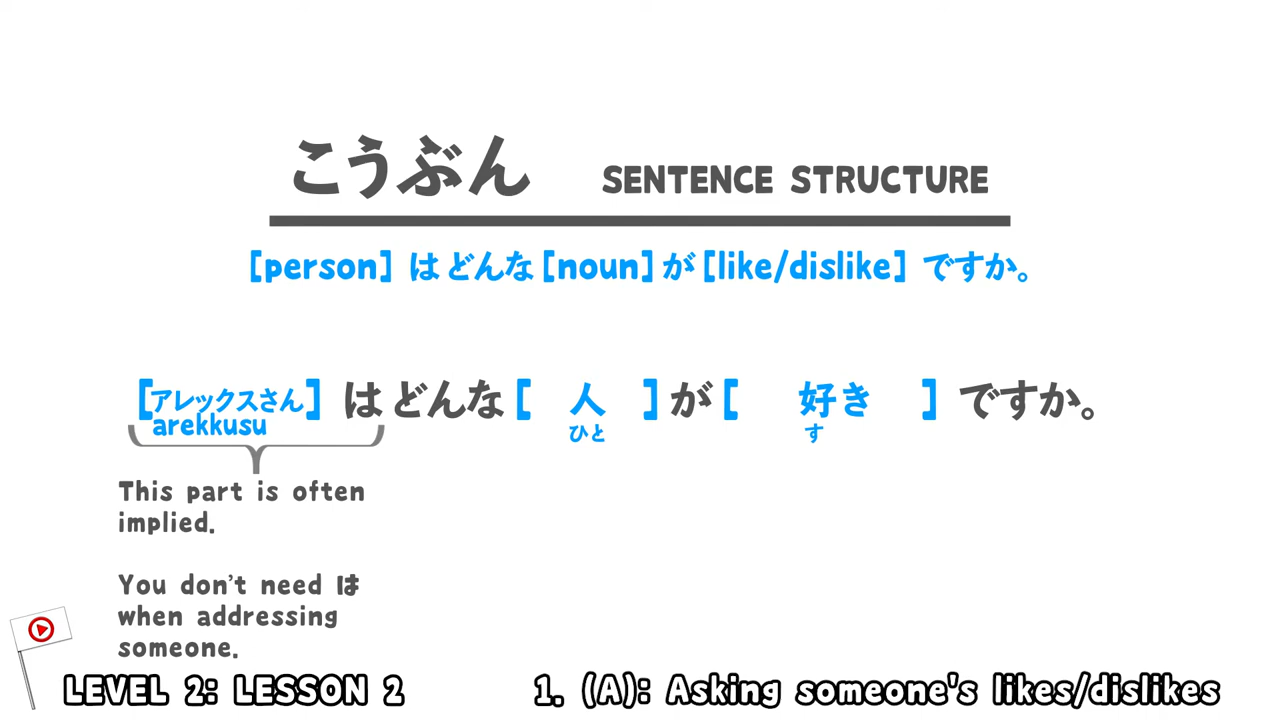 こうぶん SENTENCE STRUCTURE
[person] はどんな[noun]が[like/dislike] ですか。
[アレックスさん] はどんな[ 人 ]が[ 好き ] ですか。
arekkusu ひと す
This part is often
implied.
You don't need は
when addressing
someone.
LEVEL 2: LESSON 2 1. (A): Asking someone's likes/dislikes